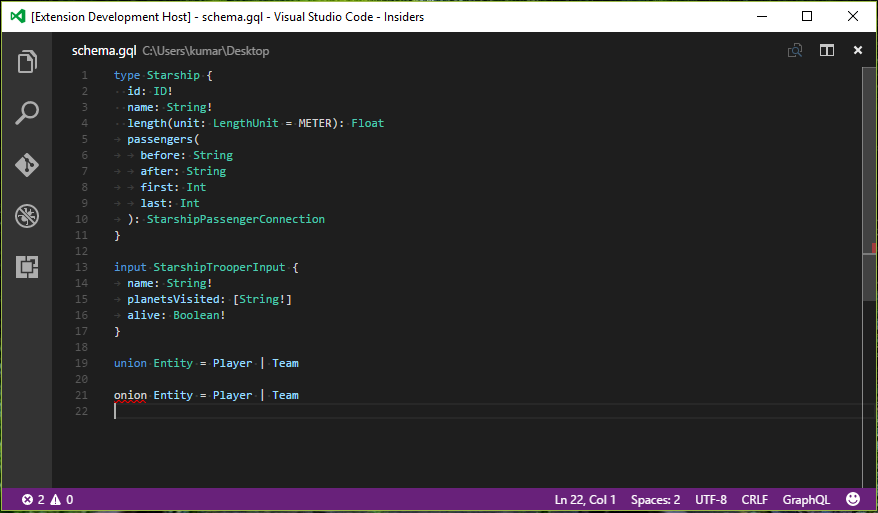 [Extension Development Host] - schema.gql - Visual Studio Code - Insiders
schema.gql C:\Users\kumar\Desktop
1 type Starship {
2 id: ID!
3 name: String!
4 length(unit: LengthUnit = METER): Float
5 passengers(
6 before: String
7 after: String
8 first: Int
9 last: Int
10 ): StarshipPassengerConnection
11 }
12
13 input StarshipTrooperInput {
14 name: String!
15 planetsVisited: [String!]
16 alive: Boolean!
17 }
18
19 union Entity = Player | Team
20
21 onion Entity = Player | Team
22
2 0 Ln 22, Col 1 Spaces: 2 UTF-8 CRLF GraphQL